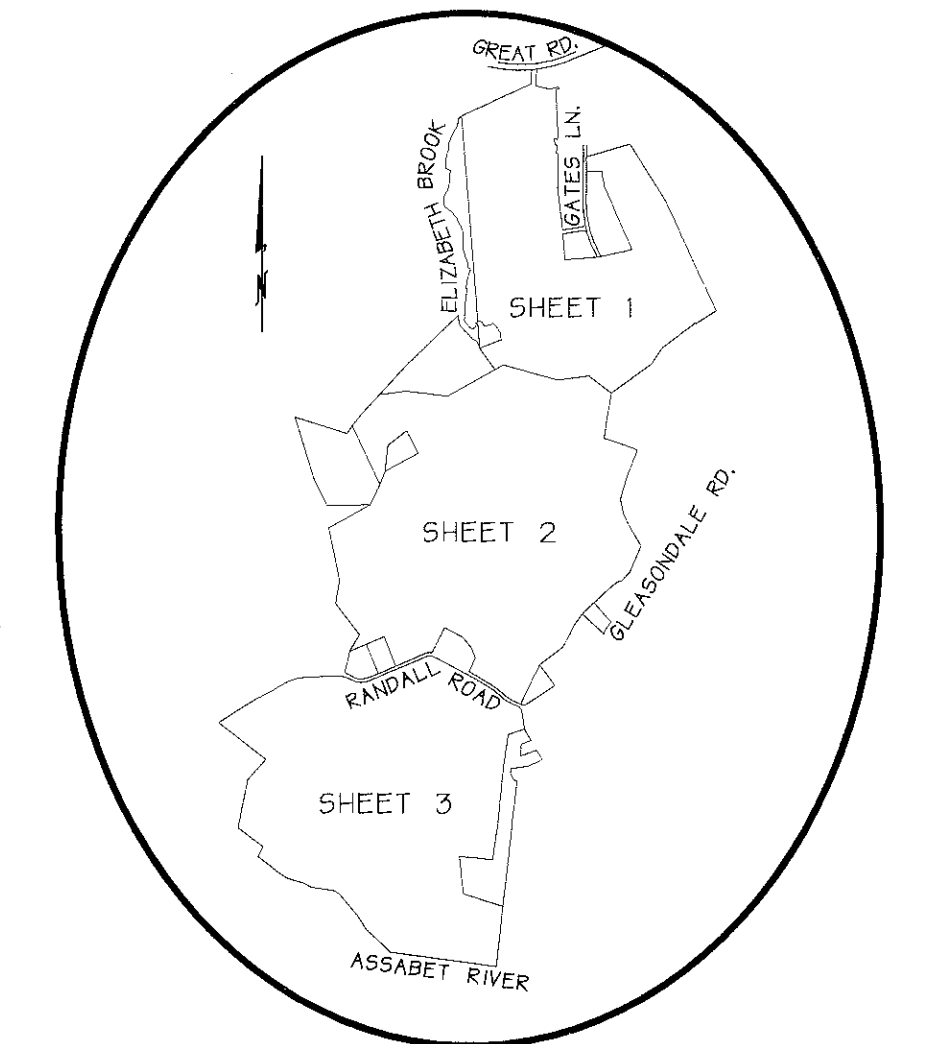 GREAT RD.
GATES LN.
ELIZABETH BROOK
SHEET 1
N
SHEET 2
GLEASONDALE RD.
RANDALL ROAD
SHEET 3
ASSABET RIVER